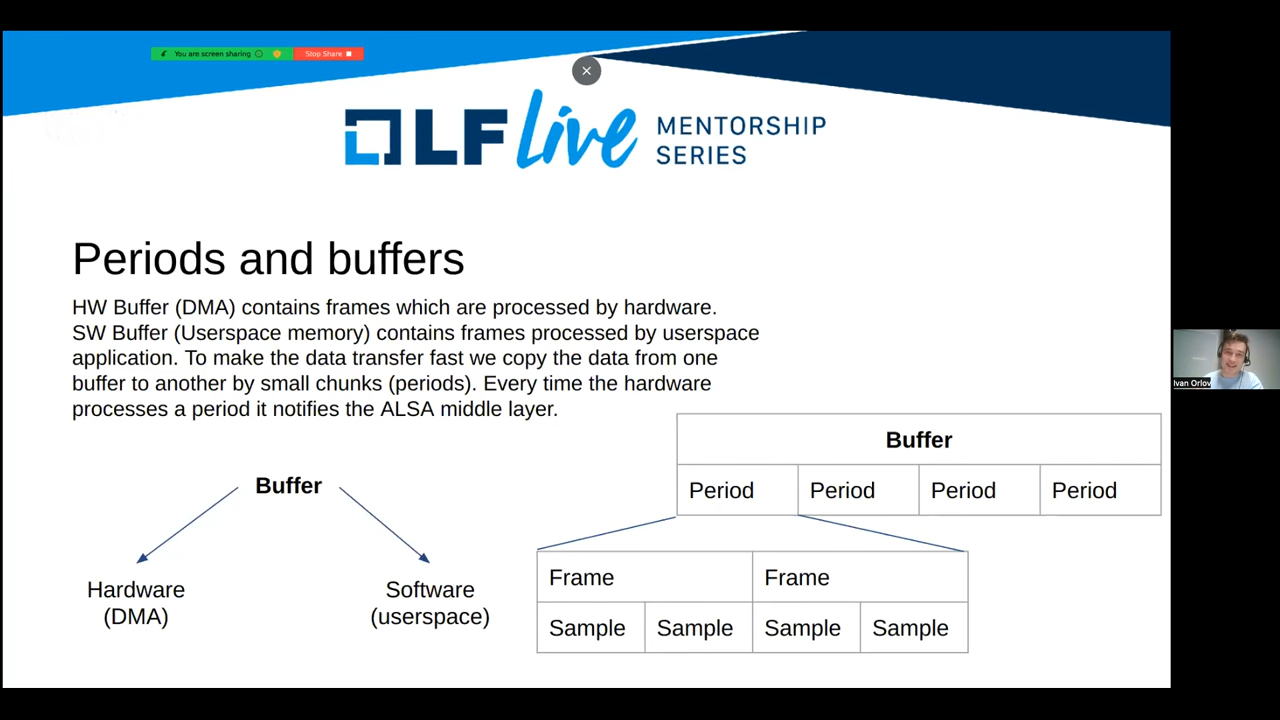 You are screen sharing
Stop Share
LF live MENTORSHIP
SERIES
Periods and buffers
HW Buffer (DMA) contains frames which are processed by hardware.
SW Buffer (Userspace memory) contains frames processed by userspace
application. To make the data transfer fast we copy the data from one
buffer to another by small chunks (periods). Every time the hardware
processes a period it notifies the ALSA middle layer.
Buffer
Hardware
(DMA)
Software
(userspace)
Buffer
Period Period Period Period
Frame Frame
Sample Sample Sample Sample
Ivan Orlov